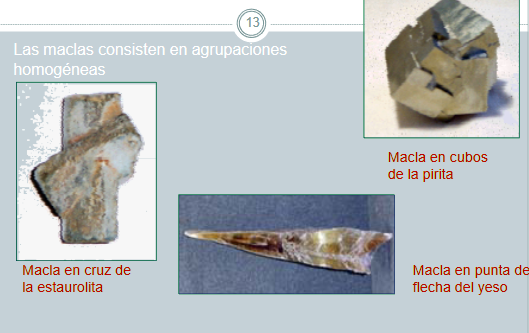 13
Las maclas consisten en agrupaciones
homogéneas
Macla en cubos
de la pirita
Macla en cruz de
la estaurolita
Macla en punta de
flecha del yeso